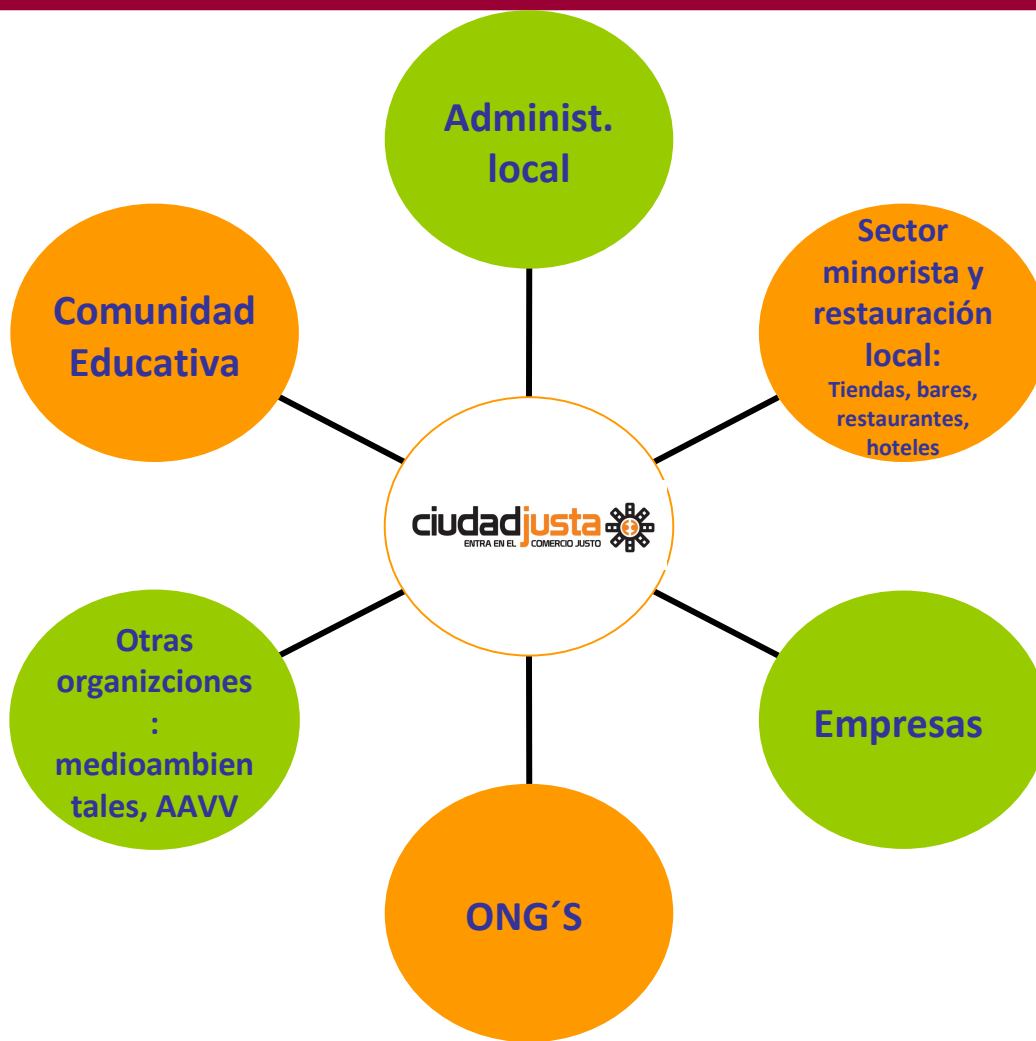 Administ.
local
Sector
minorista y
restauración
local:
Tiendas, bares,
restaurantes,
hoteles
Comunidad
Educativa
ciudadjusta
ENTRA EN EL COMERCIO JUSTO
Otras
organizciones
:
medioambien
tales, AAVV
Empresas
ONG´S